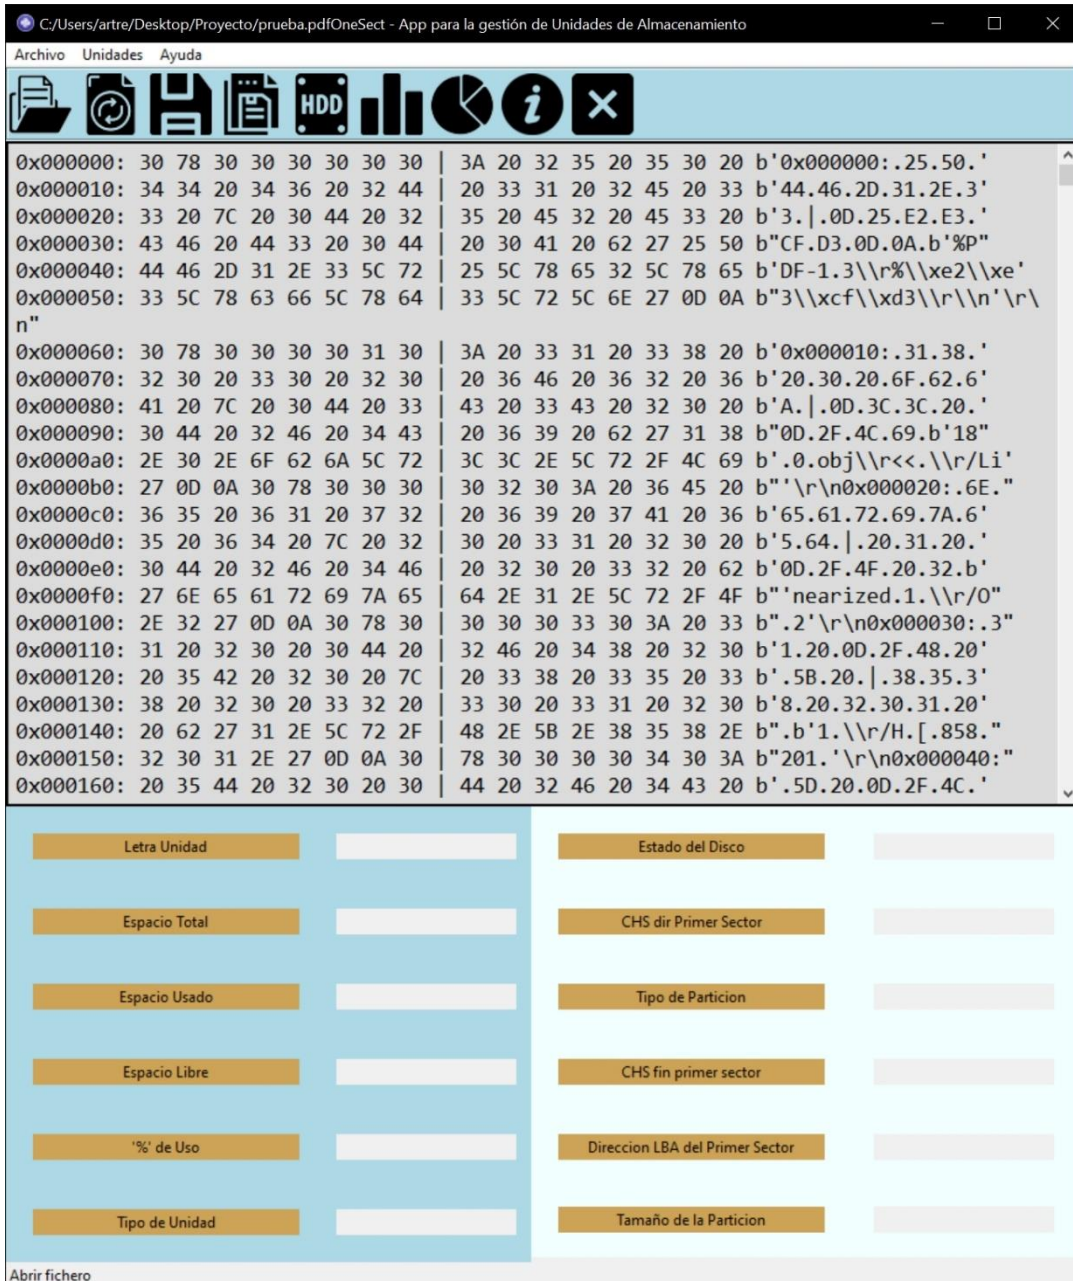 C:/Users/artre/Desktop/Proyecto/prueba.pdfOneSect - App para la gestión de Unidades de Almacenamiento
Archivo Unidades Ayuda
HDD
0x000000: 30 78 30 30 30 30 30 30 | 3A 20 32 35 20 35 30 20 b'0x000000:.25.50.'
0x000010: 34 34 20 34 36 20 32 44 | 20 33 31 20 32 45 20 33 b'44.46.2D.31.2E.3'
0x000020: 33 20 7C 20 30 44 20 32 | 35 20 45 32 20 45 33 20 b'3.|.0D.25.E2.E3.'
0x000030: 43 46 20 44 33 20 30 44 | 20 30 41 20 62 27 25 50 b"CF.D3.0D.0A.b'%P"
0x000040: 44 46 2D 31 2E 33 5C 72 | 25 5C 78 65 32 5C 78 65 b'DF-1.3\\r%\\xe2\\xe'
0x000050: 33 5C 78 63 66 5C 78 64 | 33 5C 72 5C 6E 27 0D 0A b"3\\xcf\\xd3\\r\\n'\r\
n"
0x000060: 30 78 30 30 30 30 31 30 | 3A 20 33 31 20 33 38 20 b'0x000010:.31.38.'
0x000070: 32 30 20 33 30 20 32 30 | 20 36 46 20 36 32 20 36 b'20.30.20.6F.62.6'
0x000080: 41 20 7C 20 30 44 20 33 | 43 20 33 43 20 32 30 20 b'A.|.0D.3C.3C.20.'
0x000090: 30 44 20 32 46 20 34 43 | 20 36 39 20 62 27 31 38 b"0D.2F.4C.69.b'18"
0x0000a0: 2E 30 2E 6F 62 6A 5C 72 | 3C 3C 2E 5C 72 2F 4C 69 b'.0.obj\\r<<.\\r/Li'
0x0000b0: 27 0D 0A 30 78 30 30 30 | 30 32 30 3A 20 36 45 20 b"'\r\n0x000020:.6E."
0x0000c0: 36 35 20 36 31 20 37 32 | 20 36 39 20 37 41 20 36 b'65.61.72.69.7A.6'
0x0000d0: 35 20 36 34 20 7C 20 32 | 30 20 33 31 20 32 30 20 b'5.64.|.20.31.20.'
0x0000e0: 30 44 20 32 46 20 34 46 | 20 32 30 20 33 32 20 62 b'0D.2F.4F.20.32.b'
0x0000f0: 27 6E 65 61 72 69 7A 65 | 64 2E 31 2E 5C 72 2F 4F b"'nearized.1.\\r/O"
0x000100: 2E 32 27 0D 0A 30 78 30 | 30 30 30 33 30 3A 20 33 b".2'\r\n0x000030:.3"
0x000110: 31 20 32 30 20 30 44 20 | 32 46 20 34 38 20 32 30 b'1.20.0D.2F.48.20'
0x000120: 20 35 42 20 32 30 20 7C | 20 33 38 20 33 35 20 33 b'.5B.20.|.38.35.3'
0x000130: 38 20 32 30 20 33 32 20 | 33 30 20 33 31 20 32 30 b'8.20.32.30.31.20'
0x000140: 20 62 27 31 2E 5C 72 2F | 48 2E 5B 2E 38 35 38 2E b".b'1.\\r/H.[.858."
0x000150: 32 30 31 2E 27 0D 0A 30 | 78 30 30 30 30 34 30 3A b"201.'\r\n0x000040:"
0x000160: 20 35 44 20 32 30 20 30 | 44 20 32 46 20 34 43 20 b'.5D.20.0D.2F.4C.'
Letra Unidad
Estado del Disco
Espacio Total
CHS dir Primer Sector
Espacio Usado
Tipo de Particion
Espacio Libre
CHS fin primer sector
'%' de Uso
Direccion LBA del Primer Sector
Tipo de Unidad
Tamaño de la Particion
Abrir fichero